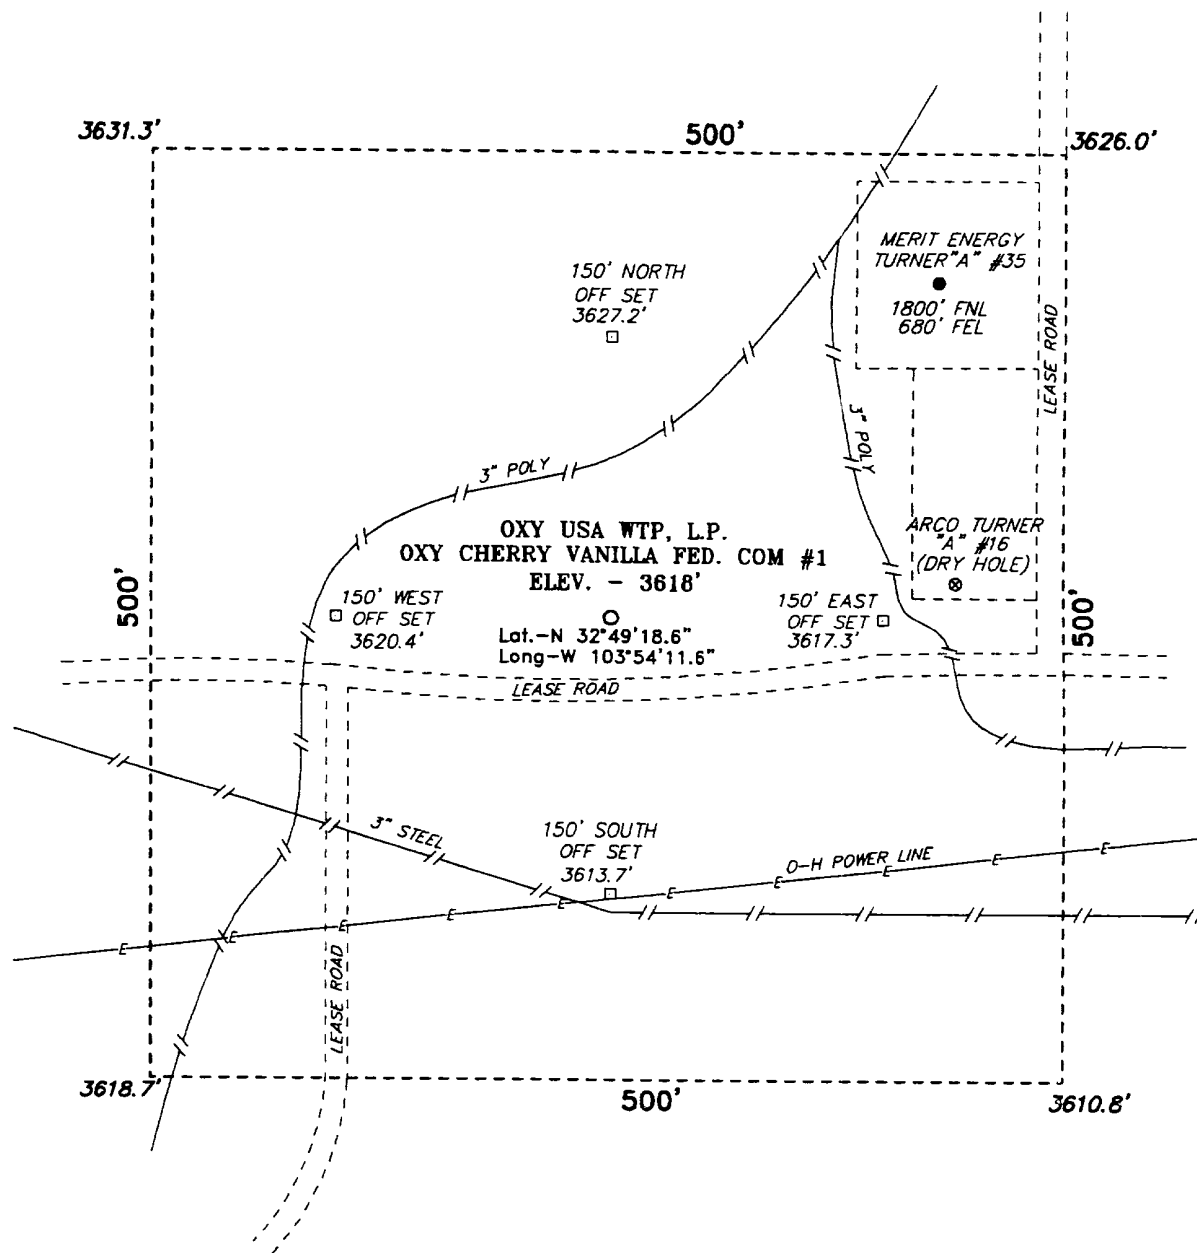 3631.3'
500'
3626.0'
MERIT ENERGY
TURNER"A" #35
1800' FNL
680' FEL
150' NORTH
OFF SET
3627.2'
LEASE ROAD
3" POLY
3" POLY
ARCO TURNER
"A" #16
(DRY HOLE)
OXY USA WTP, L.P.
OXY CHERRY VANILLA FED. COM #1
ELEV. - 3618'
Lat.-N 32°49'18.6"
Long-W 103°54'11.6"
500'
150' WEST
OFF SET
3620.4'
150' EAST
OFF SET
3617.3'
500'
LEASE ROAD
3" STEEL
150' SOUTH
OFF SET
3613.7'
O-H POWER LINE
E
E
E
E
E
E
E
E
E
E
LEASE ROAD
3618.7'
500'
3610.8'